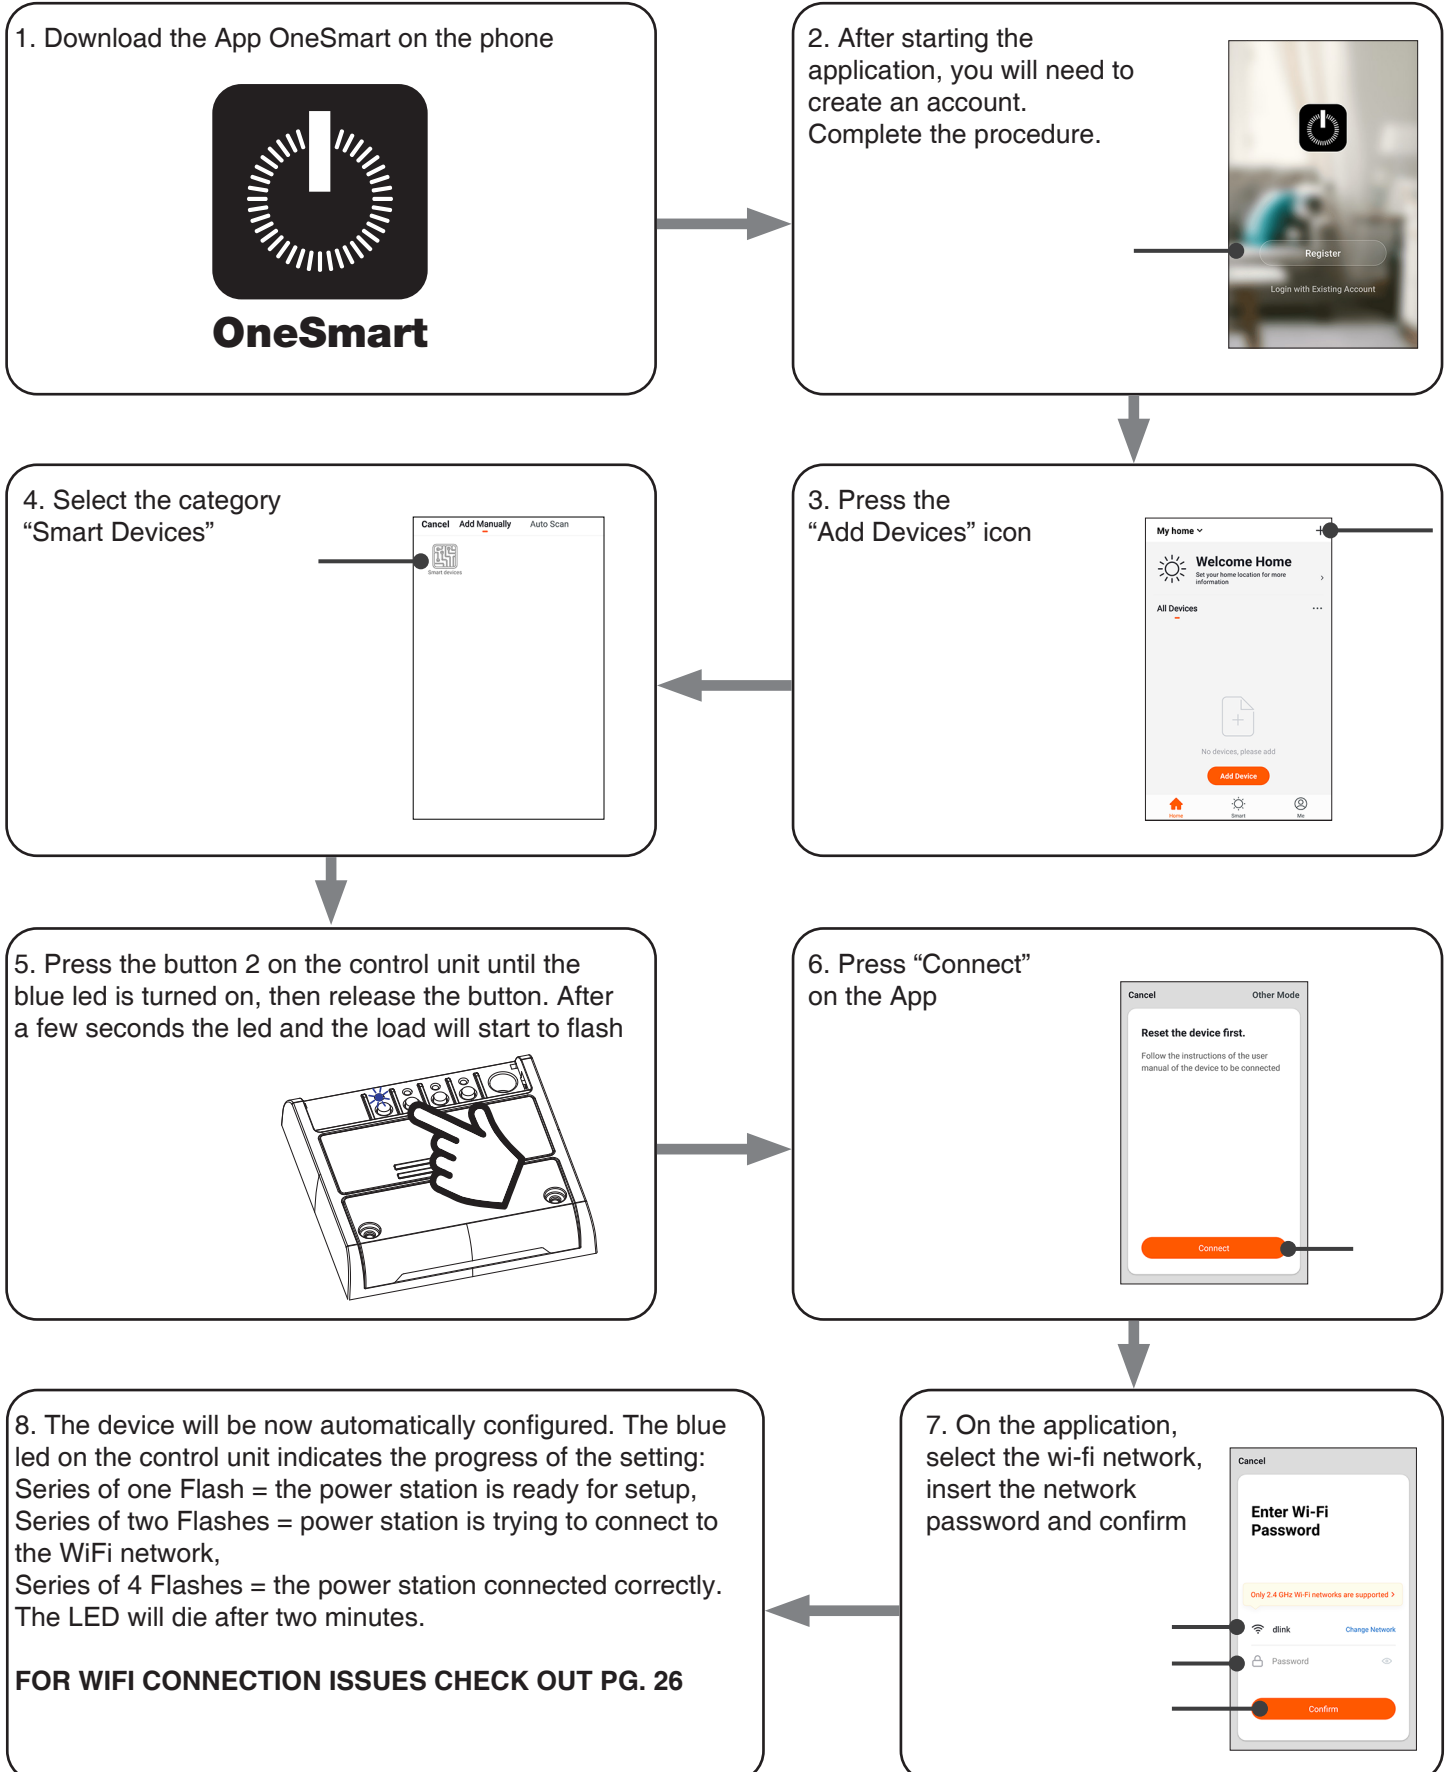 1. Download the App OneSmart on the phone
OneSmart
2. After starting the
application, you will need to
create an account.
Complete the procedure.
Register
Login with Existing Account
3. Press the
“Add Devices” icon
My home
Welcome Home
Set your home location for more
information
All Devices
No devices, please add
Add Device
Home Smart Me
4. Select the category
“Smart Devices”
Cancel Add Manually Auto Scan
Smart devices
5. Press the button 2 on the control unit until the
blue led is turned on, then release the button. After
a few seconds the led and the load will start to flash
6. Press “Connect”
on the App
Cancel Other Mode
Reset the device first.
Follow the instructions of the user
manual of the device to be connected
Connect
7. On the application,
select the wi-fi network,
insert the network
password and confirm
Cancel
Enter Wi-Fi
Password
Only 2.4 GHz Wi-Fi networks are supported >
dlink Change Network
Password
Confirm
8. The device will be now automatically configured. The blue
led on the control unit indicates the progress of the setting:
Series of one Flash = the power station is ready for setup,
Series of two Flashes = power station is trying to connect to
the WiFi network,
Series of 4 Flashes = the power station connected correctly.
The LED will die after two minutes.
FOR WIFI CONNECTION ISSUES CHECK OUT PG. 26